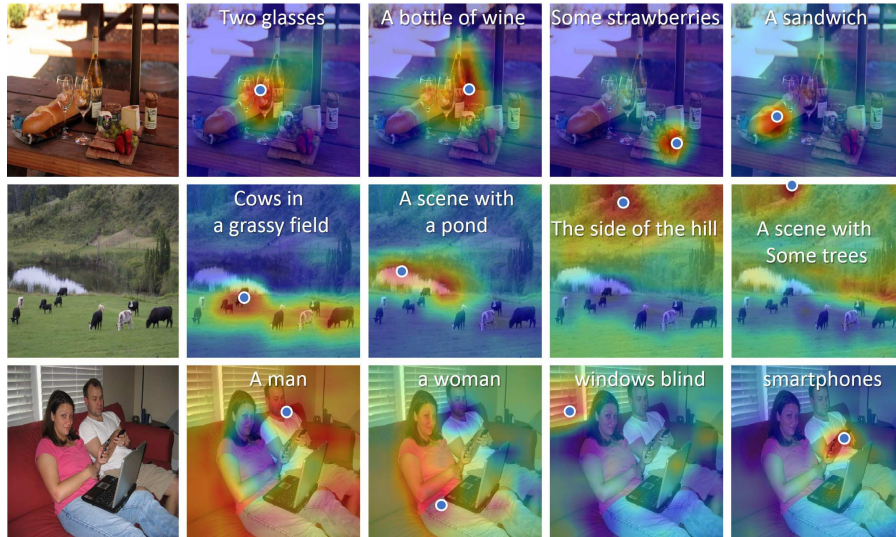 Two glasses
A bottle of wine
Some strawberries
A sandwich
Cows in
a grassy field
A scene with
a pond
The side of the hill
A scene with
Some trees
A man
a woman
windows blind
smartphones